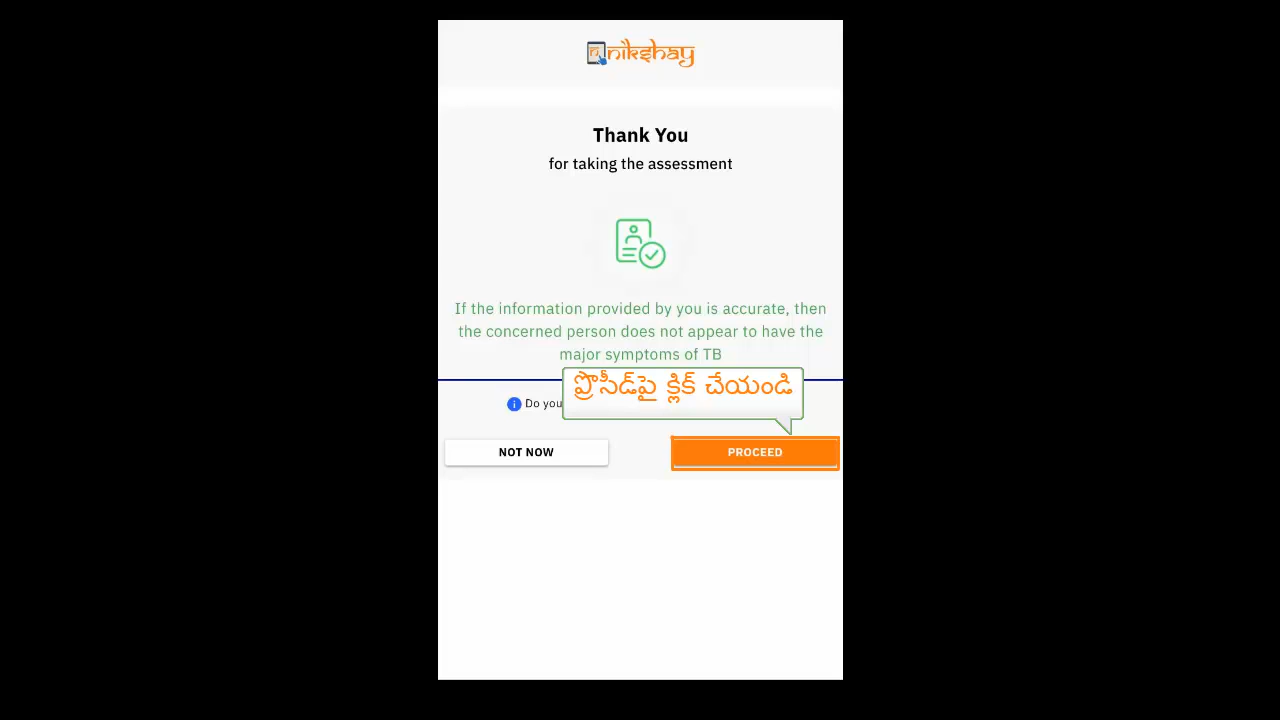 nikshay
Thank You
for taking the assessment
If the information provided by you is accurate, then
the concerned person does not appear to have the
major symptoms of TB
ప్రొసీడ్‌పై క్లిక్ చేయండి
Do you
NOT NOW
PROCEED